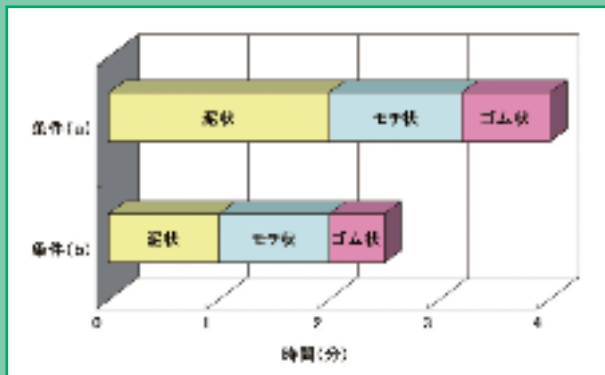 条件(a)
泥状 モチ状 ゴム状
条件(b)
泥状 モチ状 ゴム状
0 1 2 3 4
時間(分)